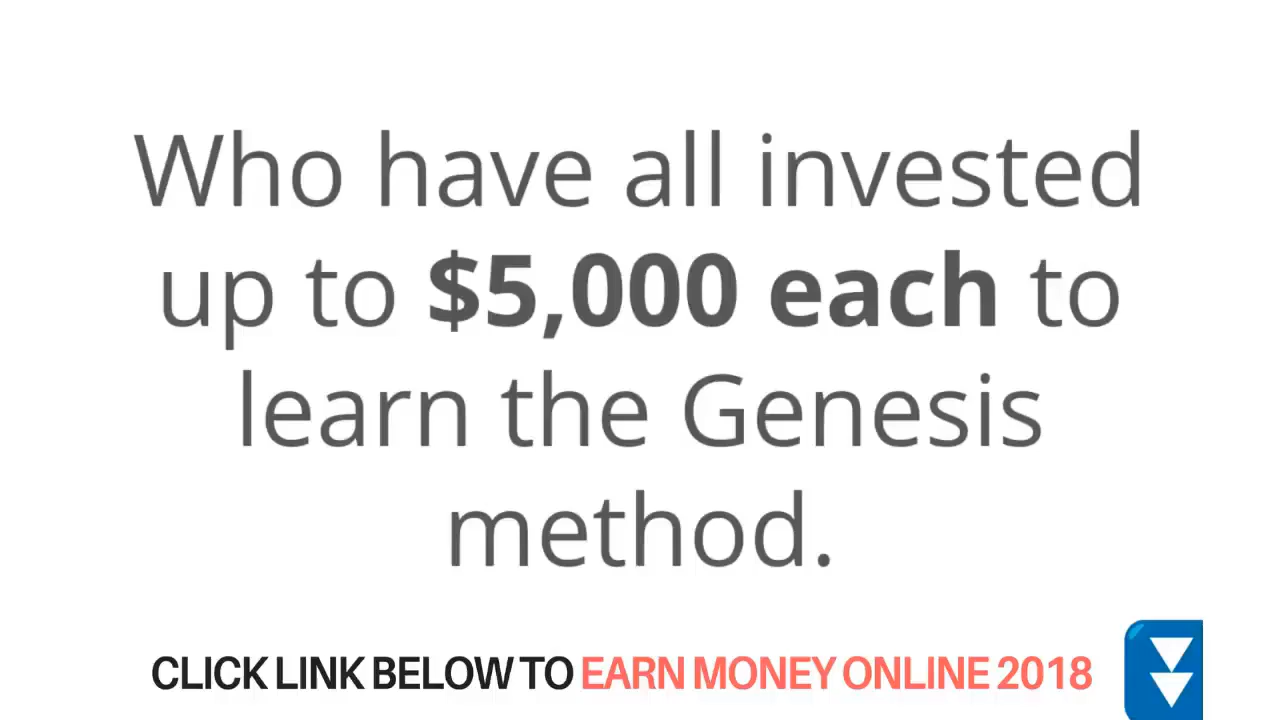 Who have all invested
up to $5,000 each to
learn the Genesis
method.
CLICK LINK BELOW TO EARN MONEY ONLINE 2018